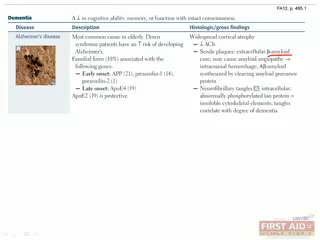 FA12, p. 465.1
Dementia
A ↓ in cognitive ability, memory, or function with intact consciousness.
Disease
Description
Histologic/gross findings
Alzheimer's disease
Most common cause in elderly. Down
syndrome patients have an ↑ risk of developing
Alzheimer's.
Familial form (10%) associated with the
following genes:
– Early onset: APP (21), presenilin-1 (14),
presenilin-2 (1)
– Late onset: ApoE4 (19)
ApoE2 (19) is protective.
Widespread cortical atrophy
– ↓ ACh
– Senile plaques: extracellular β-amyloid
core; may cause amyloid angiopathy →
intracranial hemorrhage; Aβ-amyloid
synthesized by cleaving amyloid precursor
protein
– Neurofibrillary tangles: intracellular,
abnormally phosphorylated tau protein =
insoluble cytoskeletal elements; tangles
correlate with degree of dementia
FIRST AID